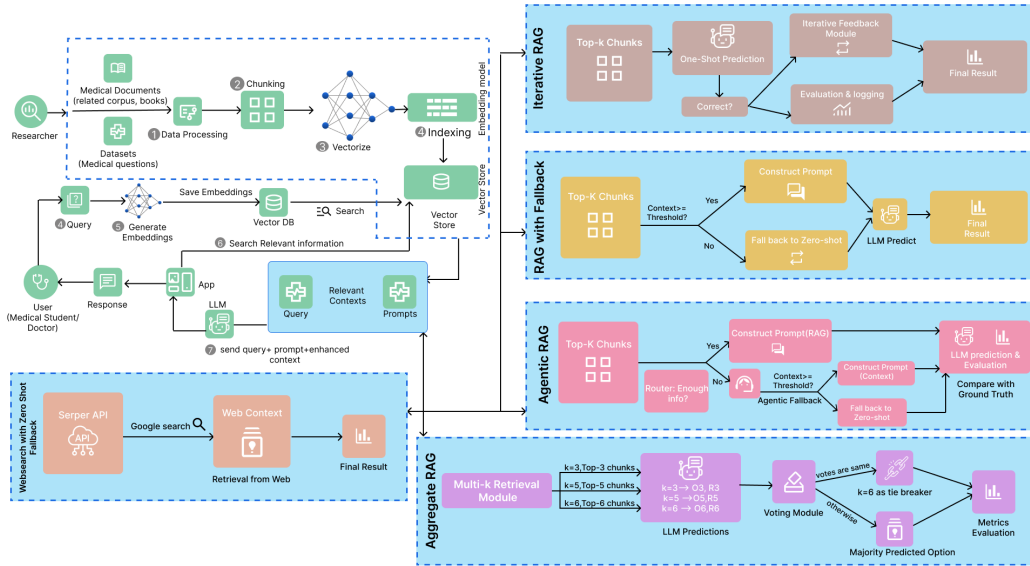 Researcher
Medical Documents
(related corpus, books)
Datasets
(Medical questions)
1 Data Processing
2 Chunking
3 Vectorize
4 Indexing
Embedding model
Vector Store
Vector
Store
4 Query
5 Generate
Embeddings
Save Embeddings
Vector DB
Search
6 Search Relevant information
User
(Medical Student/
Doctor)
Response
App
LLM
Query
Relevant
Contexts
Prompts
7 send query+ prompt+enhanced
context
Websearch with Zero Shot
Fallback
Serper API
API
Google search
Web Context
Retrieval from Web
Final Result
Iterative RAG
Top-k Chunks
One-Shot Prediction
Correct?
Iterative Feedback
Module
Evaluation & logging
Final Result
RAG with Fallback
Top-K Chunks
Context>=
Threshold?
Yes
No
Construct Prompt
Fall back to Zero-shot
LLM Predict
Final
Result
Agentic RAG
Top-K Chunks
Router: Enough
info?
Yes
No
Construct Prompt(RAG)
Context>=
Threshold?
Agentic Fallback
Construct Prompt
(Context)
Fall back to
Zero-shot
LLM prediction &
Evaluation
Compare with
Ground Truth
Aggregate RAG
Multi-k Retrieval
Module
k=3,Top-3 chunks
k=5,Top-5 chunks
k=6,Top-6 chunks
k=3→ O3, R3
k=5 →O5,R5
k=6 → O6,R6
LLM Predictions
Voting Module
votes are same
otherwise
k=6 as tie breaker
Majority Predicted Option
Metrics
Evaluation